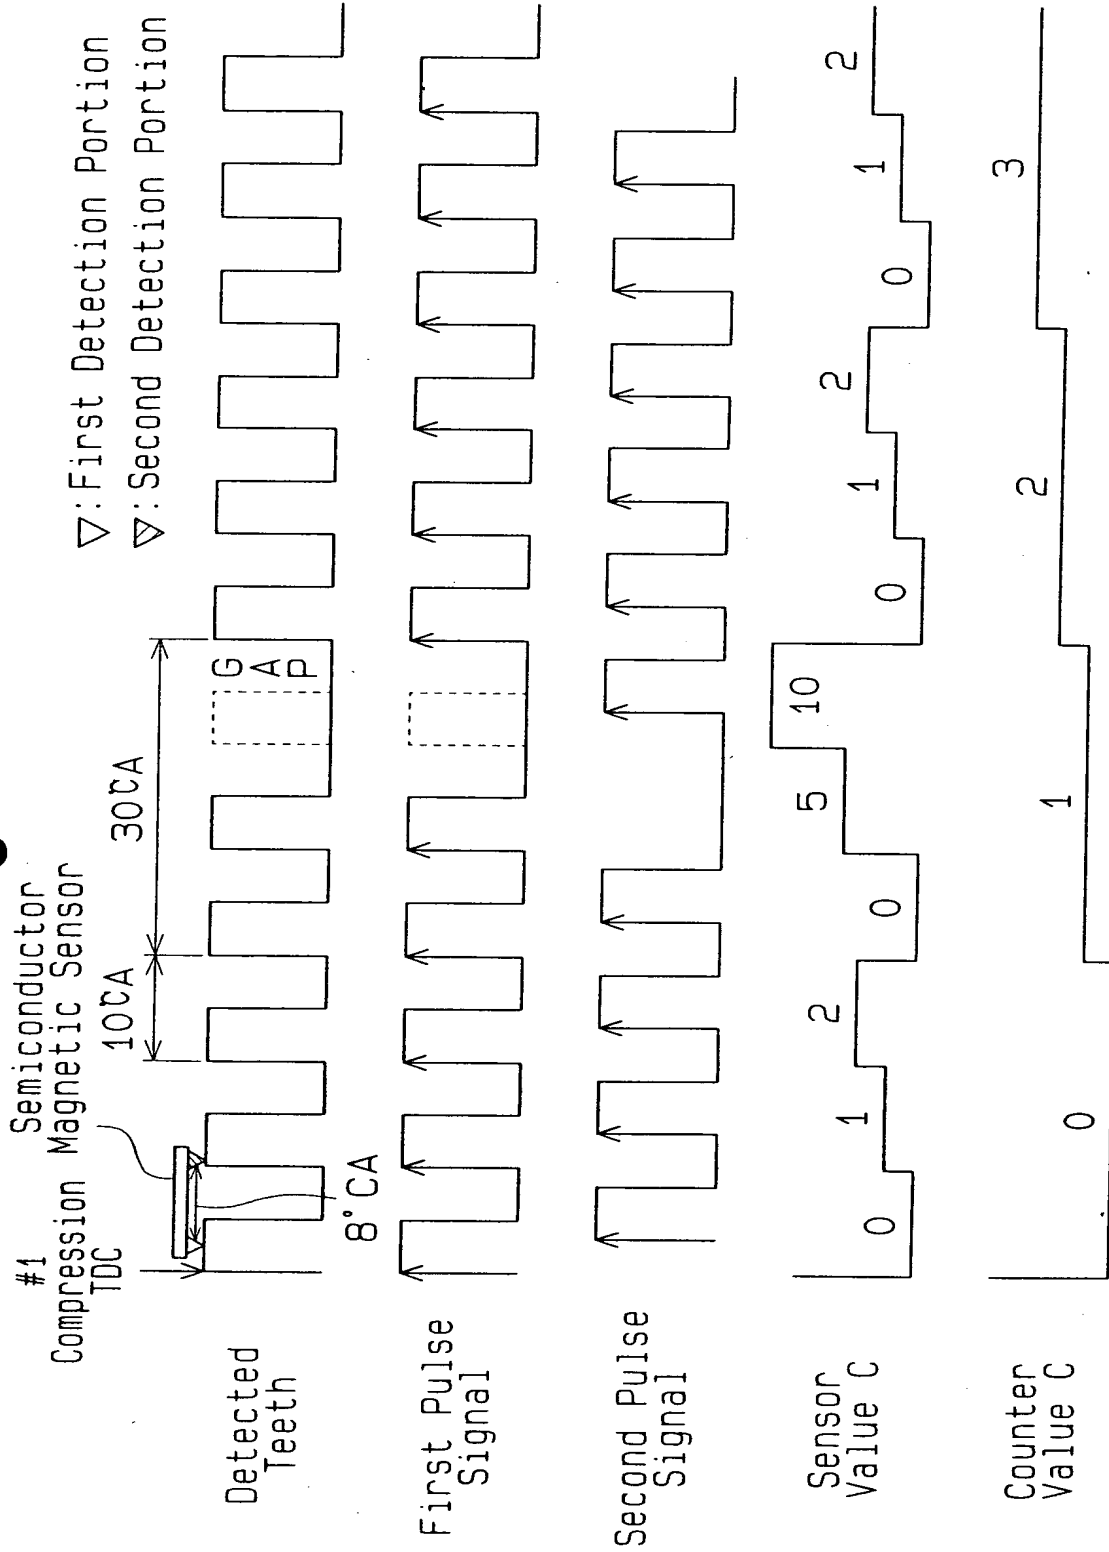 ▽:First Detection Portion
▽:Second Detection Portion
#1
Compression
TDC
Semiconductor
Magnetic Sensor
10℃A
30℃A
8°CA
GAP
Detected
Teeth
First Pulse
Signal
Second Pulse
Signal
Sensor
Value C
0 1 2 0 5 10 0 1 2 0 1 2
Counter
Value C
0 1 2 3